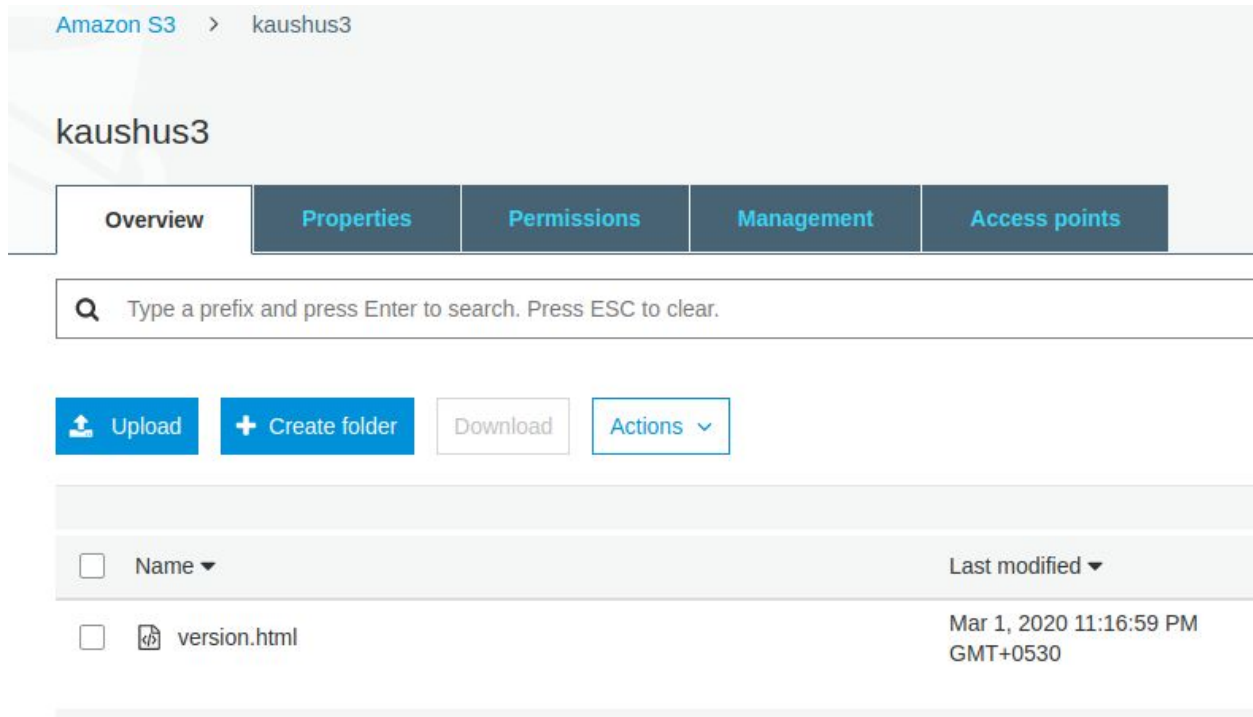 Amazon S3 > kaushus3
kaushus3
Overview Properties Permissions Management Access points
Type a prefix and press Enter to search. Press ESC to clear.
Upload Create folder Download Actions
Name Last modified
version.html Mar 1, 2020 11:16:59 PM
GMT+0530